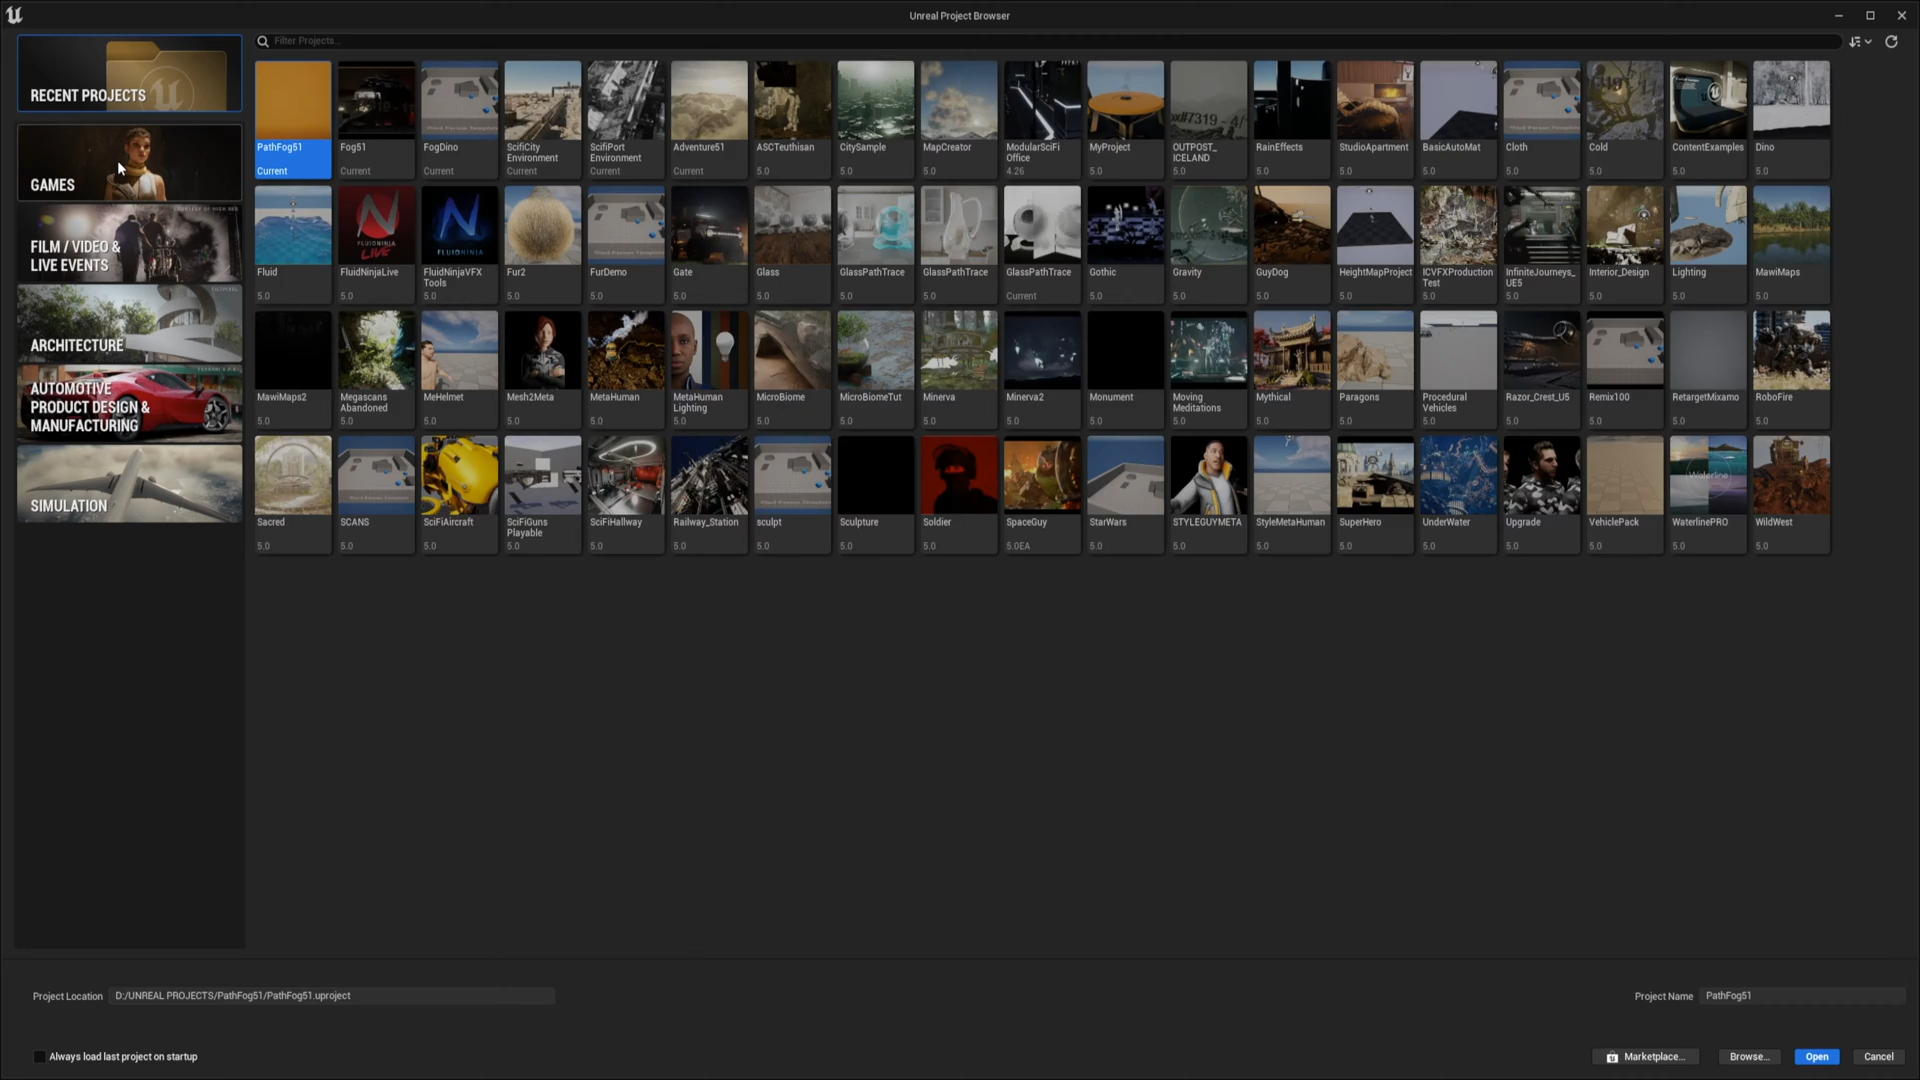 Unreal Project Browser
Filter Projects...
RECENT PROJECTS
GAMES
FILM / VIDEO &
LIVE EVENTS
ARCHITECTURE
AUTOMOTIVE
PRODUCT DESIGN &
MANUFACTURING
SIMULATION
PathFog51
Current
Fog51
Current
FogDino
Current
ScifiCity
Environment
Current
ScifiPort
Environment
Current
Adventure51
Current
ASCTeuthisan
5.0
CitySample
5.0
MapCreator
5.0
ModularSciFi
Office
4.26
MyProject
5.0
OUTPOST_
ICELAND
5.0
RainEffects
5.0
StudioApartment
5.0
BasicAutoMat
5.0
Cloth
5.0
Cold
5.0
ContentExamples
5.0
Dino
5.0
Fluid
5.0
FLUIDNINJA
LIVE
FluidNinjaLive
5.0
FLUIDNINJA
FluidNinjaVFX
Tools
5.0
Fur2
5.0
FurDemo
5.0
Gate
5.0
Glass
5.0
GlassPathTrace
5.0
GlassPathTrace
5.0
GlassPathTrace
Current
Gothic
5.0
Gravity
5.0
GuyDog
5.0
HeightMapProject
5.0
ICVFXProduction
Test
5.0
InfiniteJourneys_
UE5
5.0
Interior_Design
5.0
Lighting
5.0
MawiMaps
5.0
MawiMaps2
5.0
Megascans
Abandoned
5.0
MeHelmet
5.0
Mesh2Meta
5.0
MetaHuman
5.0
MetaHuman
Lighting
5.0
MicroBiome
5.0
MicroBiomeTut
5.0
Minerva
5.0
Minerva2
5.0
Monument
5.0
Moving
Meditations
5.0
Mythical
5.0
Paragons
5.0
Procedural
Vehicles
5.0
Razor_Crest_U5
5.0
Remix100
5.0
RetargetMixamo
5.0
RoboFire
5.0
Sacred
5.0
SCANS
5.0
SciFiAircraft
5.0
SciFiGuns
Playable
5.0
SciFiHallway
5.0
Railway_Station
5.0
sculpt
5.0
Sculpture
5.0
Soldier
5.0
SpaceGuy
5.0EA
StarWars
5.0
STYLEGUYMETA
5.0
StyleMetaHuman
5.0
SuperHero
5.0
UnderWater
5.0
Upgrade
5.0
VehiclePack
5.0
Waterline
WaterlinePRO
5.0
WildWest
5.0
Project Location D:/UNREAL PROJECTS/PathFog51/PathFog51.uproject
Project Name PathFog51
Always load last project on startup
Marketplace...
Browse...
Open
Cancel